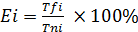 Ei = Tfi / Tni × 100%